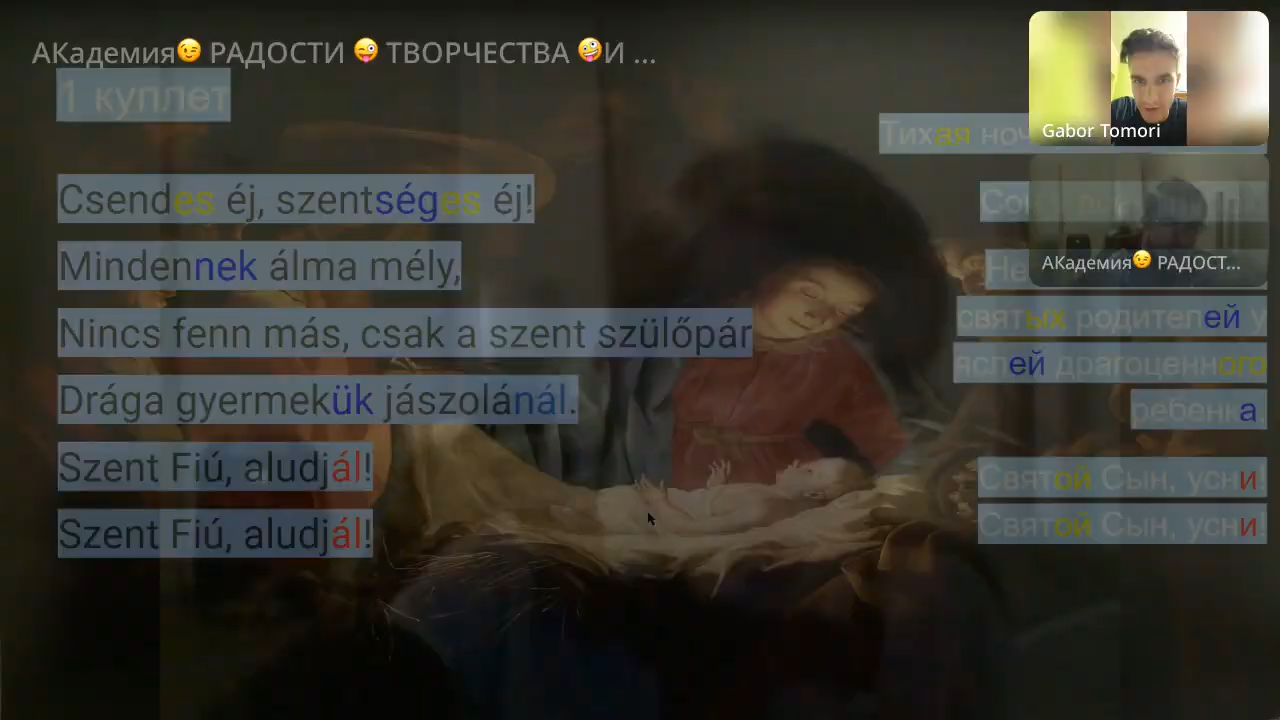 АКадемия😉 РАДОСТИ 😜 ТВОРЧЕСТВА 🤪И ...
1 куплет
Csendes éj, szentséges éj!
Mindennek álma mély,
Nincs fenn más, csak a szent szülőpár
Drága gyermekük jászolánál.
Szent Fiú, aludjál!
Szent Fiú, aludjál!
Gabor Tomori
АКадемия😉 РАДОСТ...
Тихая
святых родителей у
яслей драгоценного
ребенка.
Святой Сын, усни!
Святой Сын, усни!